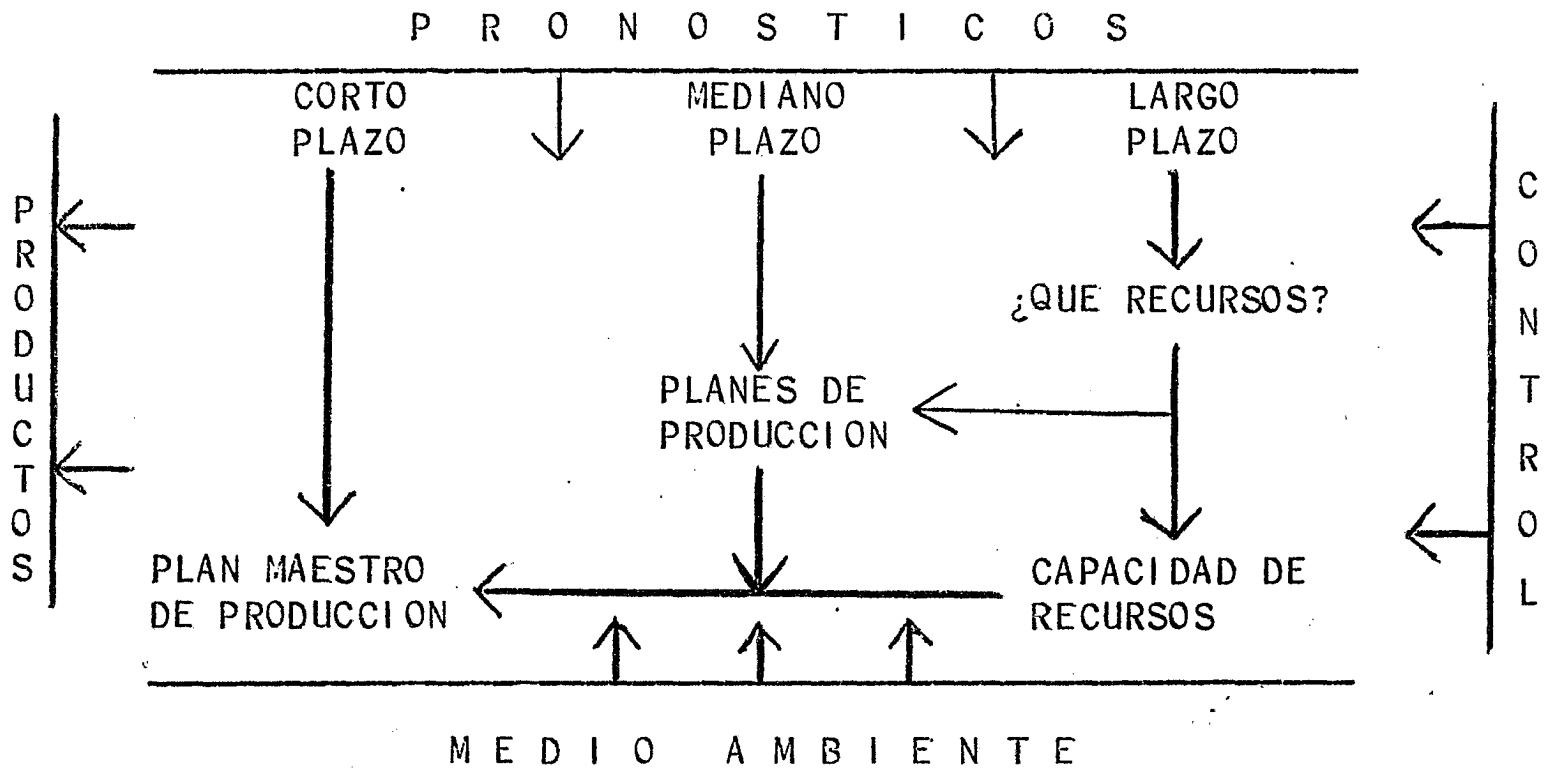 P R O N O S T I C O S
CORTO
PLAZO
MEDIANO
PLAZO
LARGO
PLAZO
P R O D U C T O S
C O N T R O L
¿QUE RECURSOS?
PLANES DE
PRODUCCION
PLAN MAESTRO
DE PRODUCCION
CAPACIDAD DE
RECURSOS
M E D I O A M B I E N T E